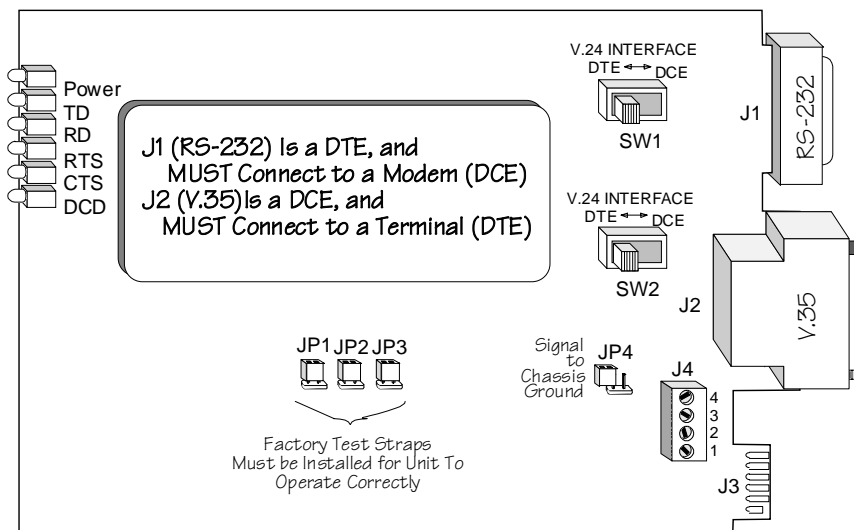 Power
TD
RD
RTS
CTS
DCD
J1 (RS-232) Is a DTE, and
MUST Connect to a Modem (DCE)
J2 (V.35)Is a DCE, and
MUST Connect to a Terminal (DTE)
V.24 INTERFACE
DTE DCE
SW1
V.24 INTERFACE
DTE DCE
SW2
J1
RS-232
J2
V.35
JP1 JP2 JP3
Factory Test Straps
Must be Installed for Unit To
Operate Correctly
Signal
to
Chassis
Ground
JP4
J4
4
3
2
1
J3